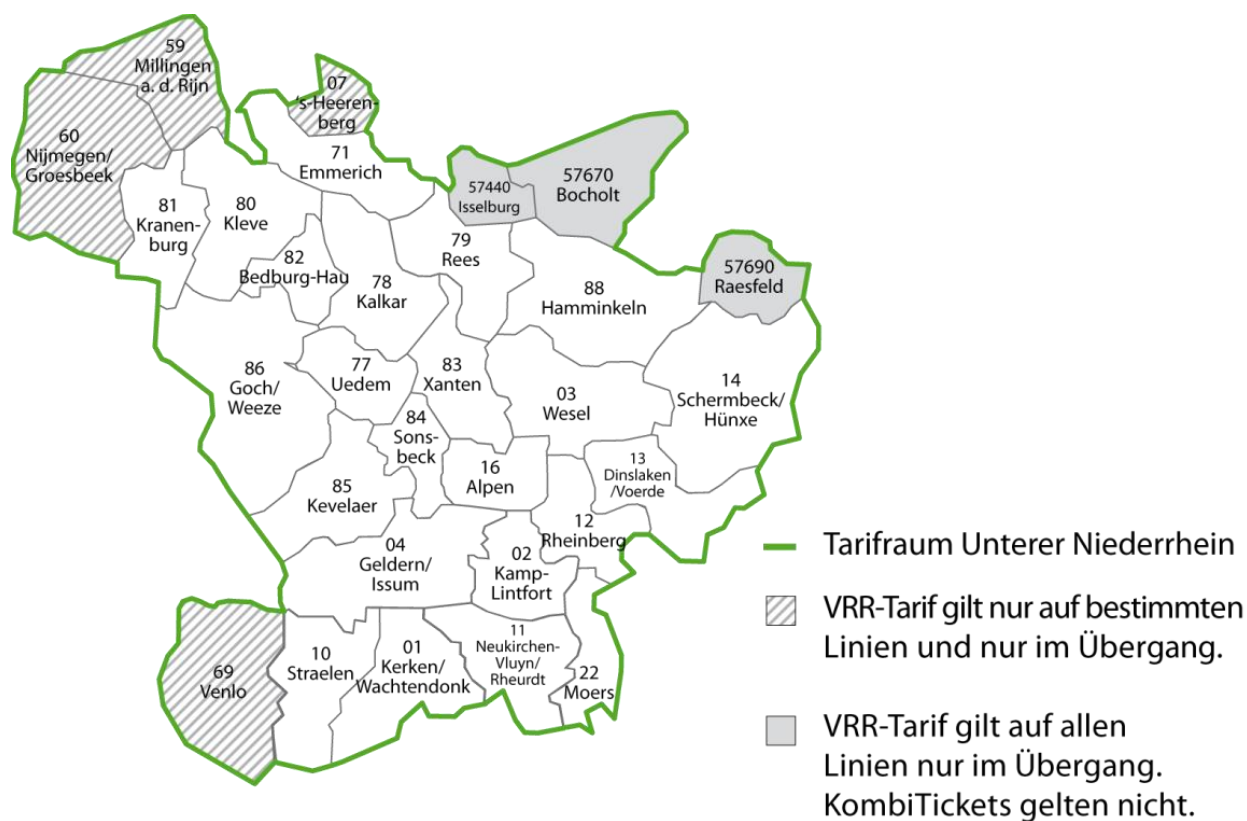 59
Millingen
a. d. Rijn
07
's-Heeren-
berg
60
Nijmegen/
Groesbeek
71
Emmerich
57440
Isselburg
57670
Bocholt
81
Kranen-
burg
80
Kleve
82
Bedburg-Hau
78
Kalkar
79
Rees
88
Hamminkeln
57690
Raesfeld
86
Goch/
Weeze
77
Uedem
83
Xanten
03
Wesel
14
Schermbeck/
Hünxe
84
Sons-
beck
85
Kevelaer
16
Alpen
13
Dinslaken
/Voerde
12
Rheinberg
04
Geldern/
Issum
02
Kamp-
Lintfort
69
Venlo
10
Straelen
01
Kerken/
Wachtendonk
11
Neukirchen-
Vluyn/
Rheurdt
22
Moers
Tarifraum Unterer Niederrhein
VRR-Tarif gilt nur auf bestimmten
Linien und nur im Übergang.
VRR-Tarif gilt auf allen
Linien nur im Übergang.
KombiTickets gelten nicht.